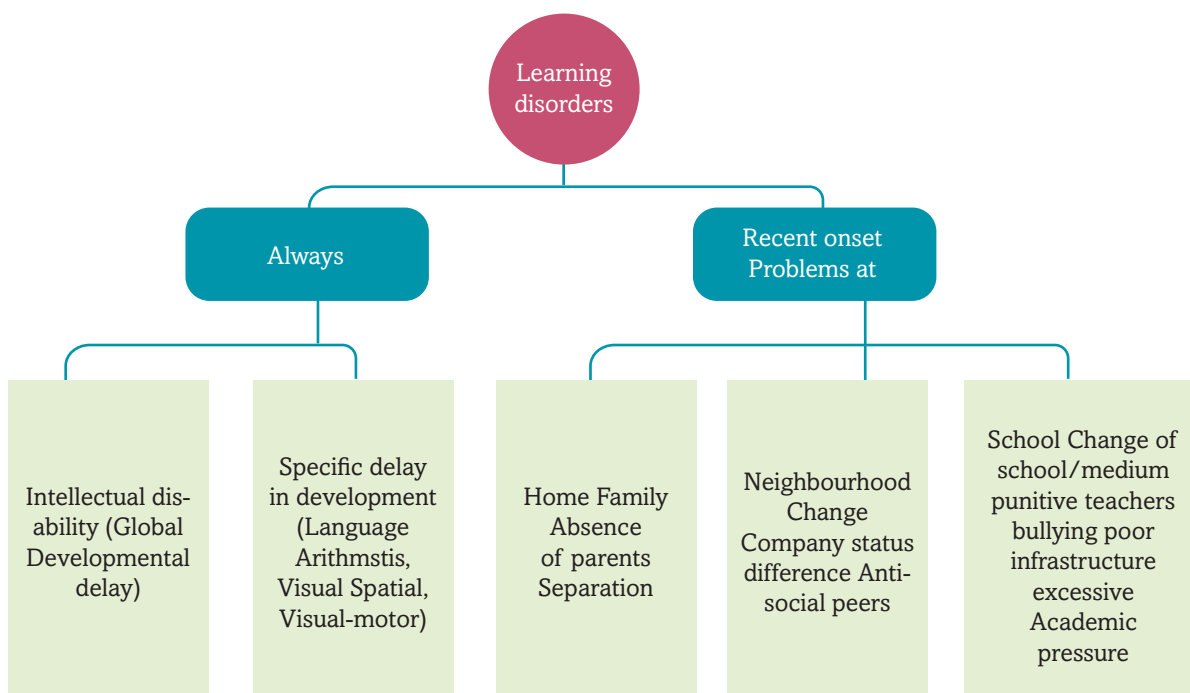 Learning
disorders
Always
Recent onset
Problems at
Intellectual dis-
ability (Global
Developmental
delay)
Specific delay
in development
(Language
Arithmstis,
Visual Spatial,
Visual-motor)
Home Family
Absence
of parents
Separation
Neighbourhood
Change
Company status
difference Anti-
social peers
School Change of
school/medium
punitive teachers
bullying poor
infrastructure
excessive
Academic
pressure